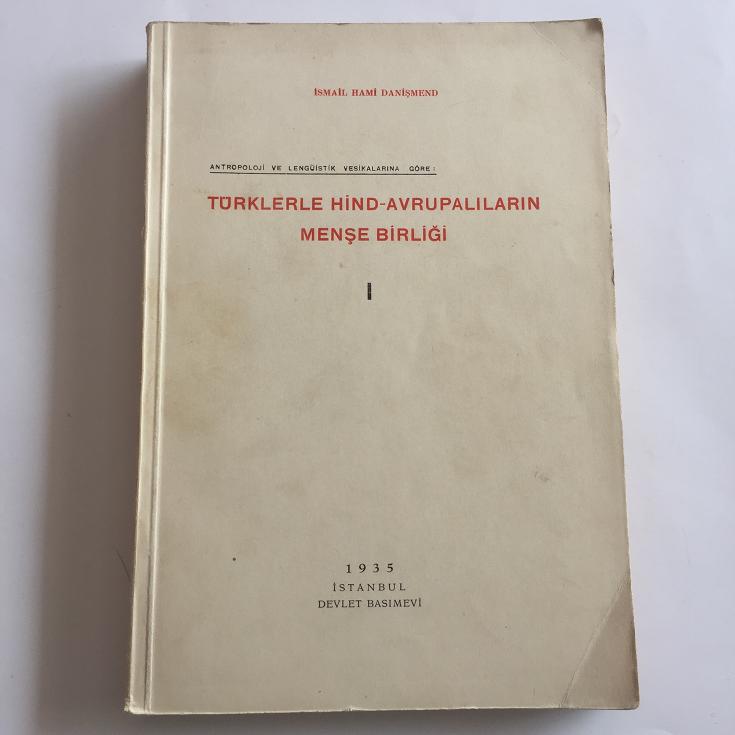 İSMAİL HAMİ DANİŞMEND
ANTROPOLOJİ VE LENGÜİSTİK VESİKALARINA GÖRE:
TÜRKLERLE HİND-AVRUPALILARIN
MENŞE BİRLİĞİ
I
1935
İSTANBUL
DEVLET BASIMEVİ